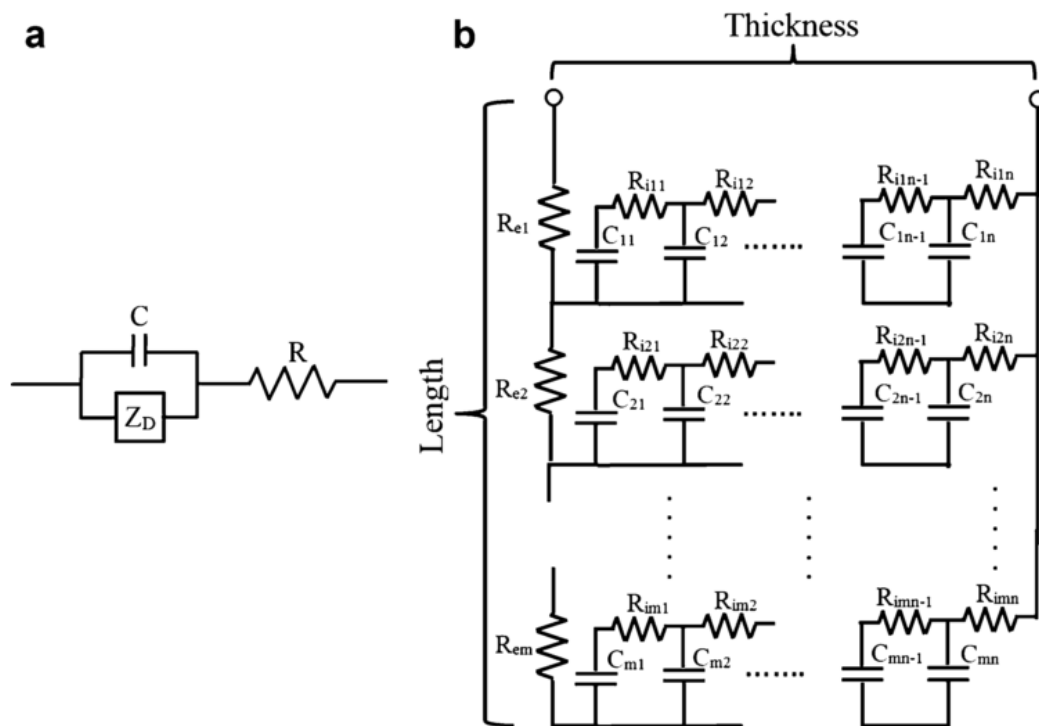 a
b
Thickness
Length
C
Z_D
R
R_e1
R_i11
R_i12
R_i1n-1
R_i1n
C_11
C_12
........
C_1n-1
C_1n
R_e2
R_i21
R_i22
R_i2n-1
R_i2n
C_21
C_22
........
C_2n-1
C_2n
R_em
R_im1
R_im2
R_imn-1
R_imn
C_m1
C_m2
........
C_mn-1
C_mn